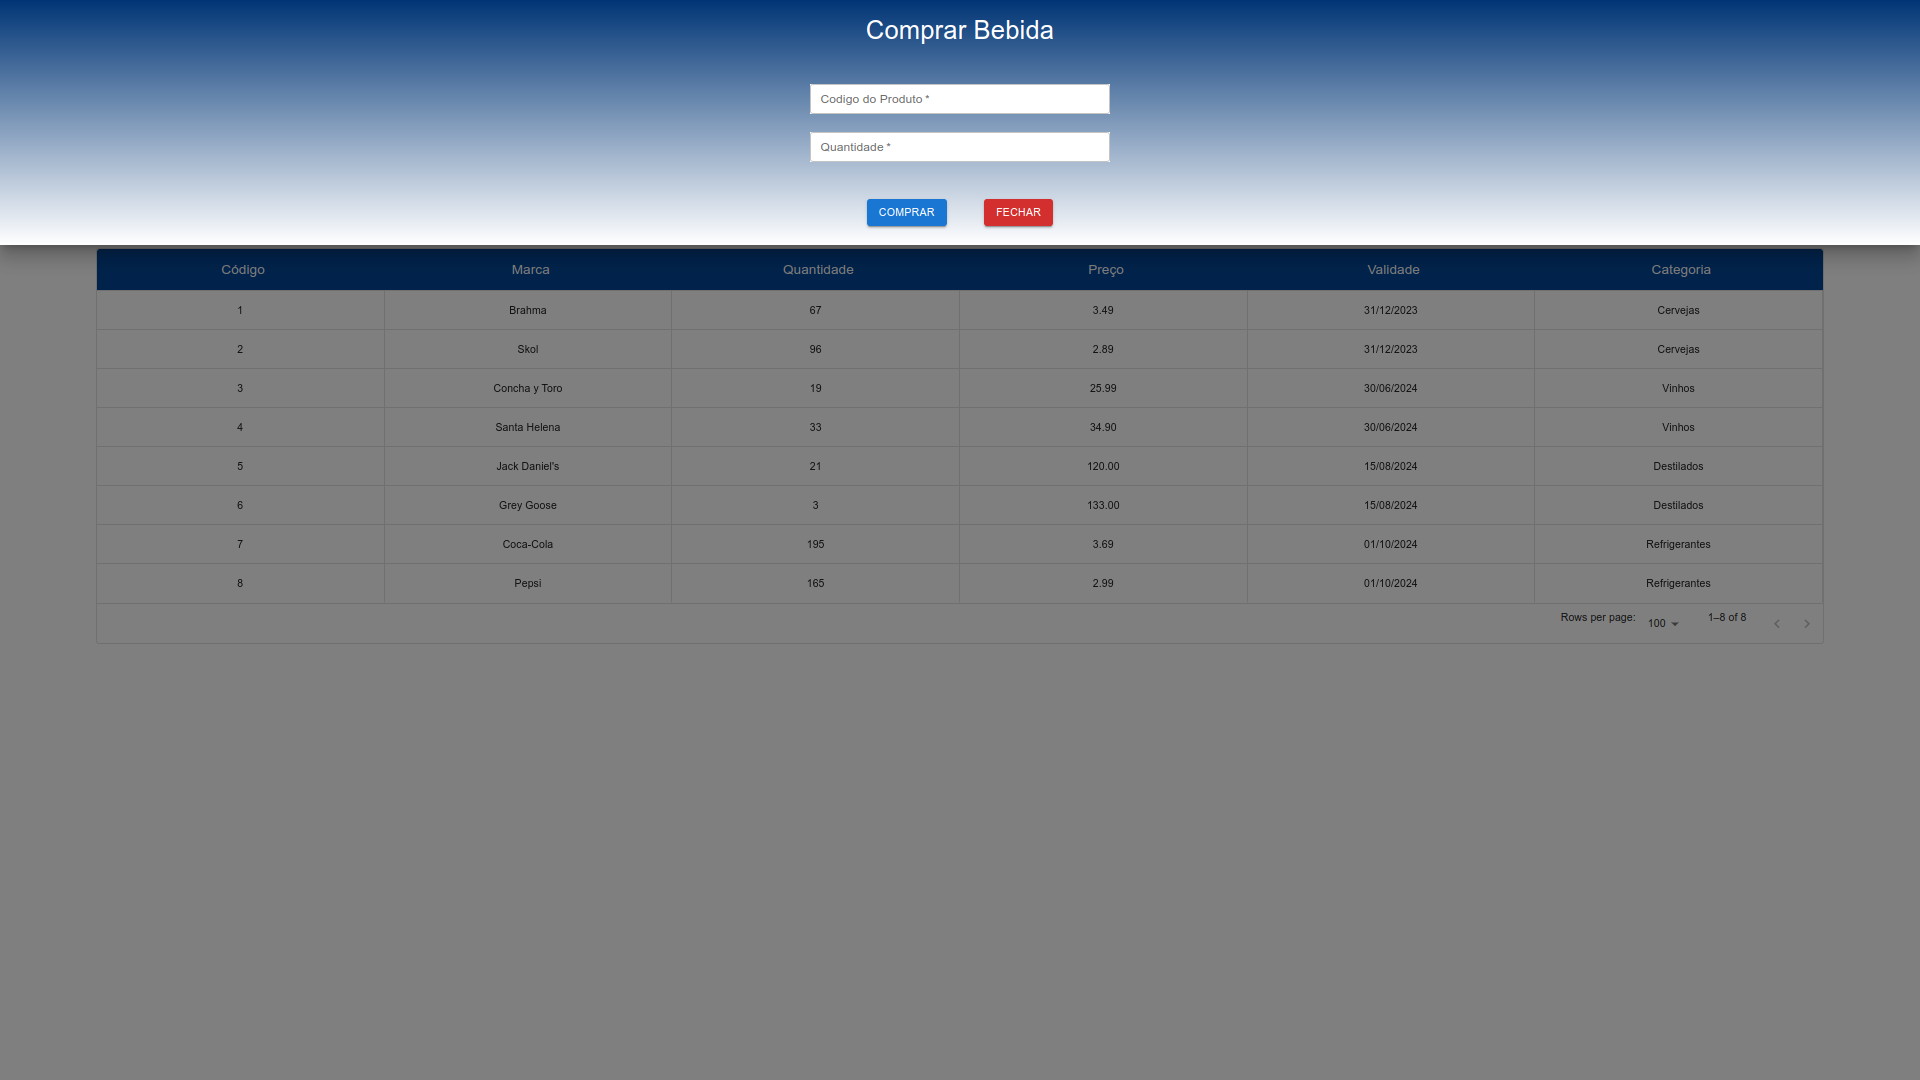 Comprar Bebida
Codigo do Produto *
Quantidade *
COMPRAR FECHAR
Código Marca Quantidade Preço Validade Categoria
1 Brahma 67 3.49 31/12/2023 Cervejas
2 Skol 96 2.89 31/12/2023 Cervejas
3 Concha y Toro 19 25.99 30/06/2024 Vinhos
4 Santa Helena 33 34.90 30/06/2024 Vinhos
5 Jack Daniel's 21 120.00 15/08/2024 Destilados
6 Grey Goose 3 133.00 15/08/2024 Destilados
7 Coca-Cola 195 3.69 01/10/2024 Refrigerantes
8 Pepsi 165 2.99 01/10/2024 Refrigerantes
Rows per page: 100 1–8 of 8